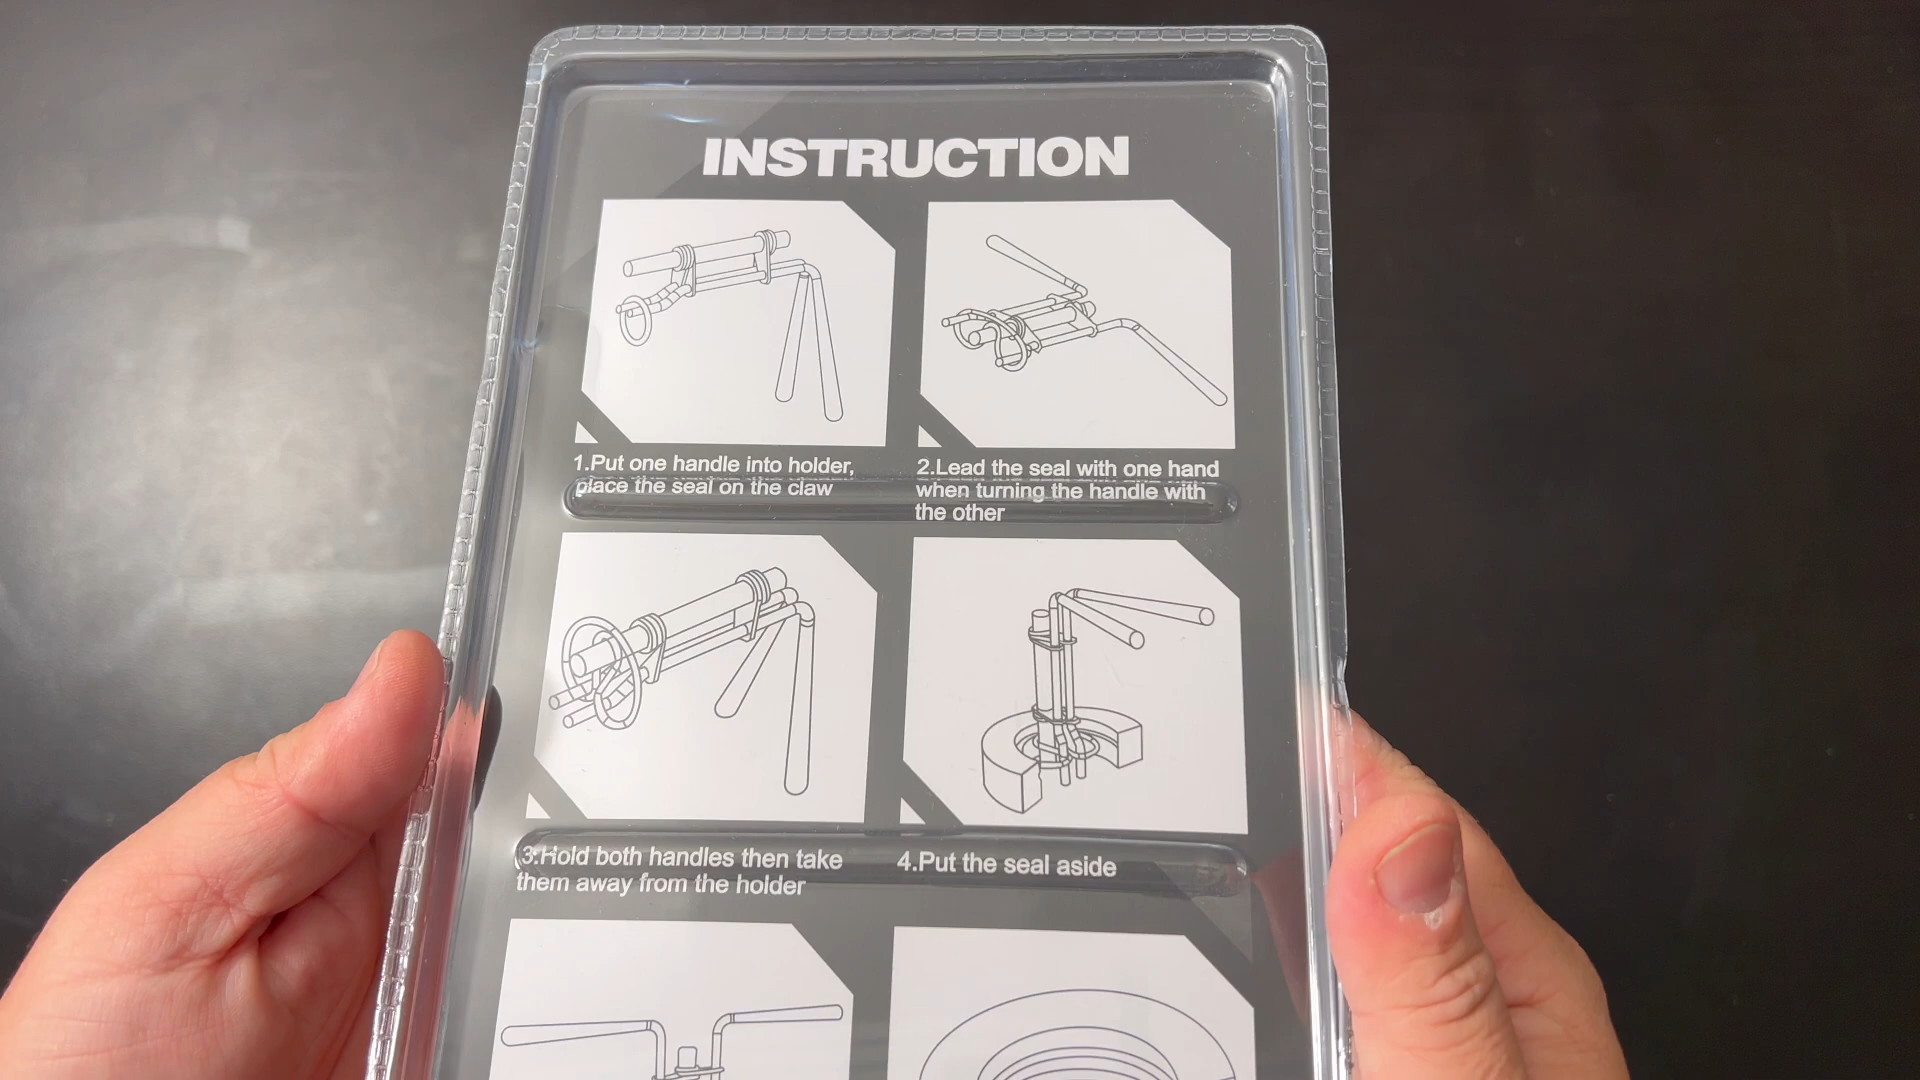 INSTRUCTION
1.Put one handle into holder,
place the seal on the claw
2.Lead the seal with one hand
when turning the handle with
the other
3.Hold both handles then take
them away from the holder
4.Put the seal aside